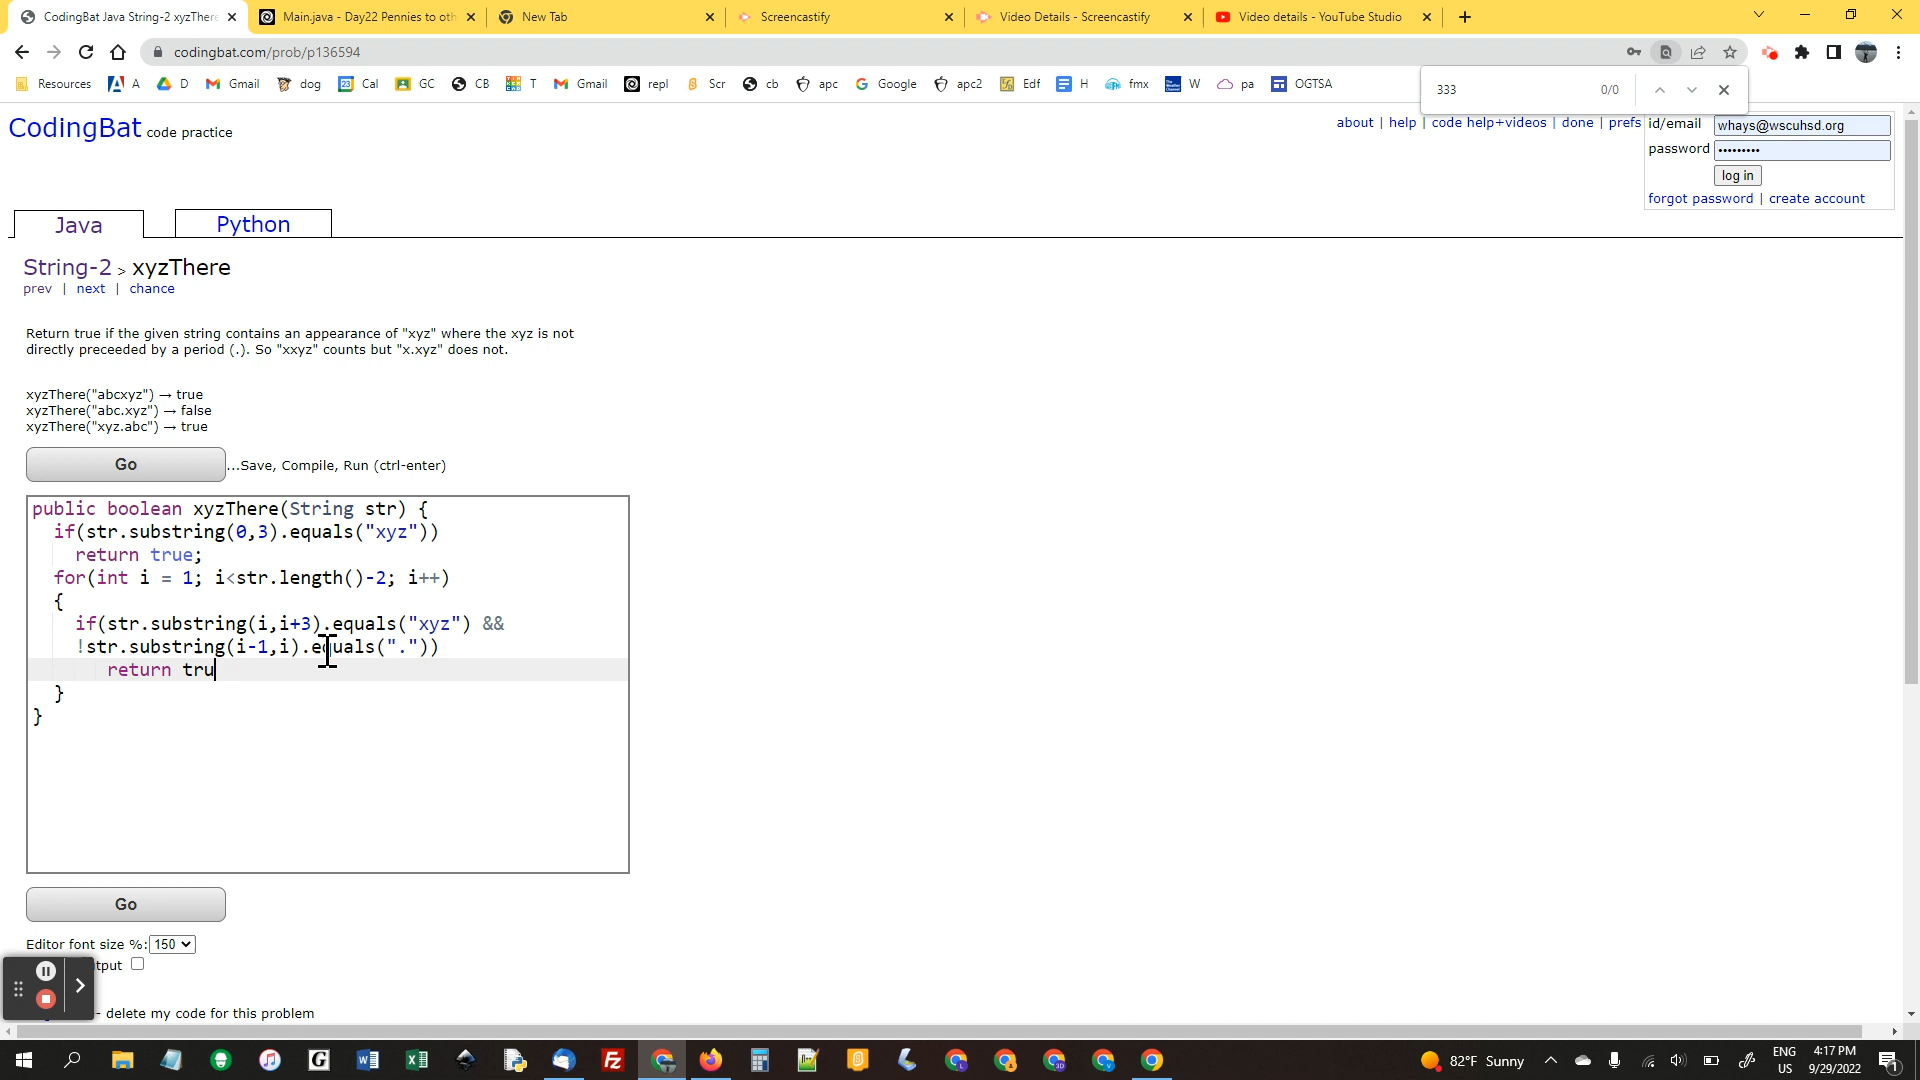 CodingBat Java String-2 xyzThere
Main.java - Day22 Pennies to oth
New Tab
Screencastify
Video Details - Screencastify
Video details - YouTube Studio
codingbat.com/prob/p136594
Resources A D Gmail dog Cal GC CB T Gmail repl Scr cb apc Google apc2 Edf H fmx W pa OGTSA
333 0/0
CodingBat code practice
about | help | code help+videos | done | prefs
id/email whays@wscuhsd.org
password •••••••••
log in
forgot password | create account
Java
Python
String-2 > xyzThere
prev | next | chance
Return true if the given string contains an appearance of "xyz" where the xyz is not
directly preceeded by a period (.). So "xxyz" counts but "x.xyz" does not.
xyzThere("abcxyz") → true
xyzThere("abc.xyz") → false
xyzThere("xyz.abc") → true
Go ...Save, Compile, Run (ctrl-enter)
public boolean xyzThere(String str) {
if(str.substring(0,3).equals("xyz"))
return true;
for(int i = 1; i<str.length()-2; i++)
{
if(str.substring(i,i+3).equals("xyz") &&
!str.substring(i-1,i).equals("."))
return tru
}
}
Go
Editor font size %: 150
tput
- delete my code for this problem
82°F Sunny
ENG
US
4:17 PM
9/29/2022
1